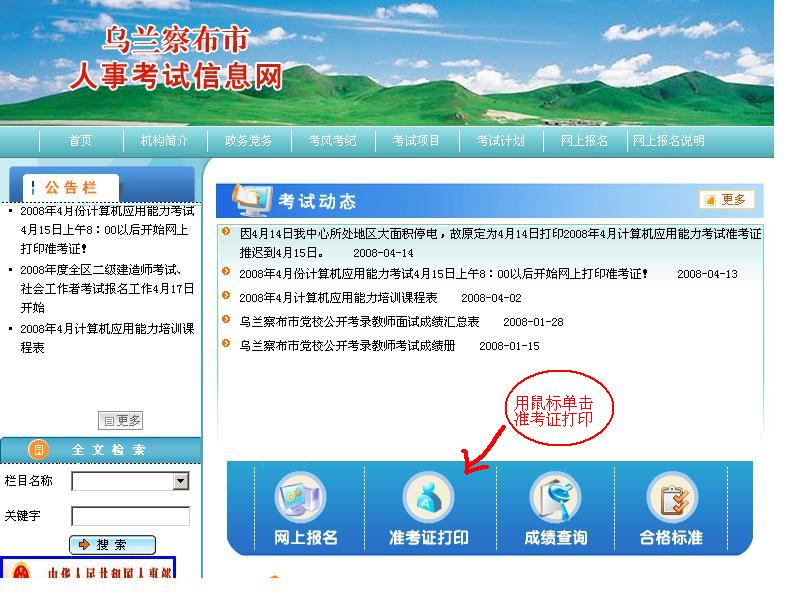 乌兰察布市
人事考试信息网
首页 机构简介 政务党务 考风考纪 考试项目 考试计划 网上报名 网上报名说明
公告栏
2008年4月份计算机应用能力考试
4月15日上午8：00以后开始网上
打印准考证！
2008年度全区二级建造师考试、
社会工作者考试报名工作4月17日
开始
2008年4月计算机应用能力培训课
程表
更多
全文检索
栏目名称
关键字
搜索
中华人民共和国人事部
考试动态
更多
因4月14日我中心所处地区大面积停电，故原定为4月14日打印2008年4月计算机应用能力考试准考证
推迟到4月15日。 2008-04-14
2008年4月份计算机应用能力考试4月15日上午8：00以后开始网上打印准考证！ 2008-04-13
2008年4月计算机应用能力培训课程表 2008-04-02
乌兰察布市党校公开考录教师面试成绩汇总表 2008-01-28
乌兰察布市党校公开考录教师考试成绩册 2008-01-15
用鼠标单击
准考证打印
网上报名 准考证打印 成绩查询 合格标准